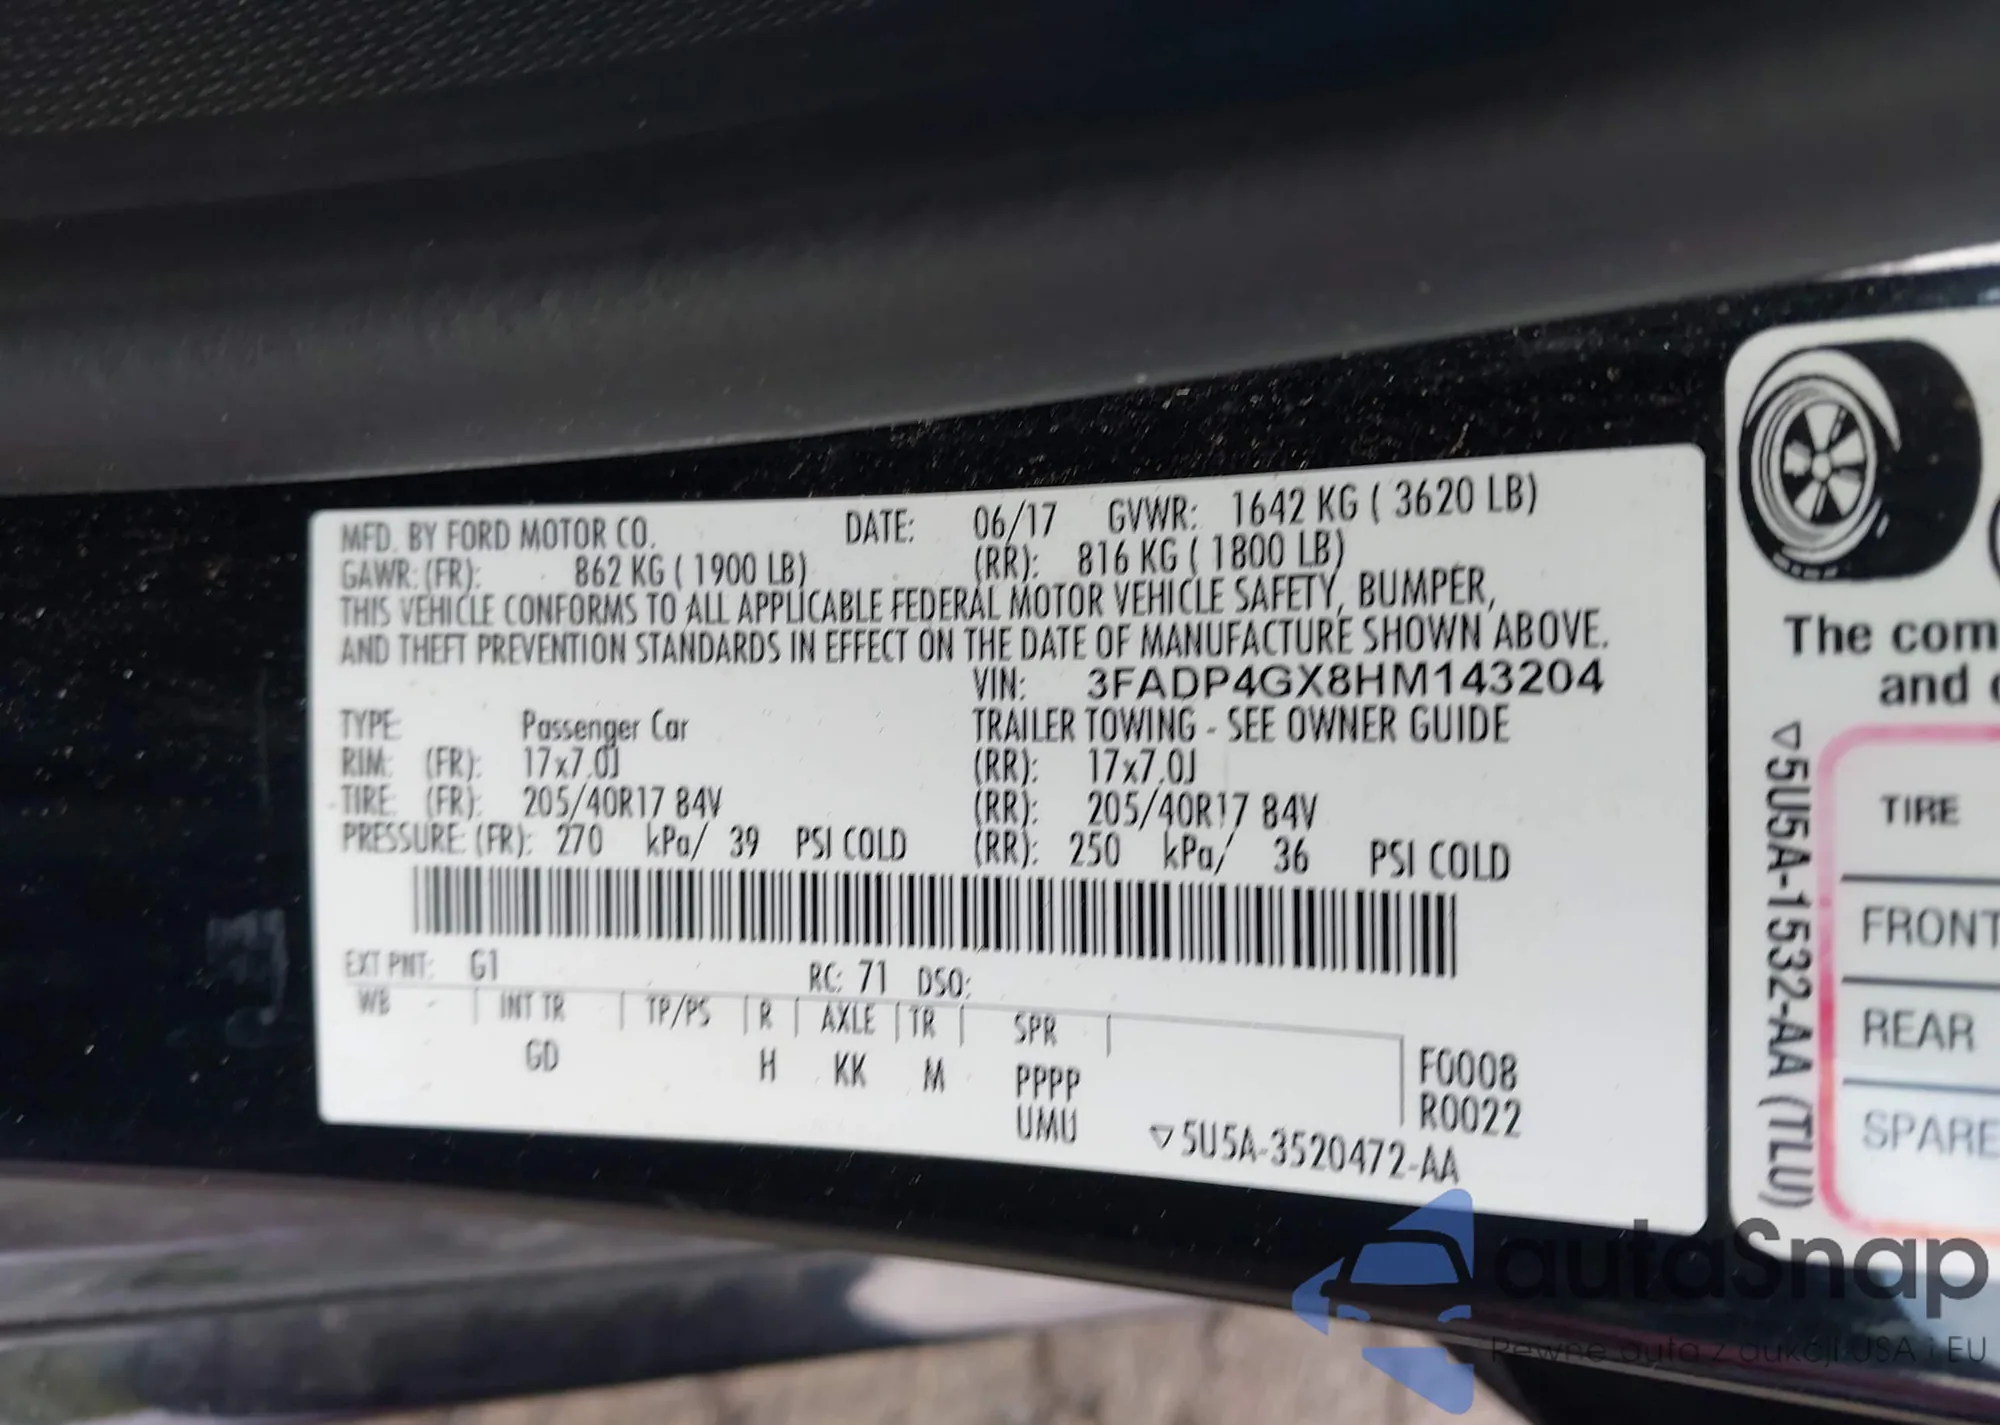 MFD. BY FORD MOTOR CO. DATE: 06/17 GVWR: 1642 KG ( 3620 LB)
GAWR: (FR): 862 KG ( 1900 LB) (RR): 816 KG ( 1800 LB)
THIS VEHICLE CONFORMS TO ALL APPLICABLE FEDERAL MOTOR VEHICLE SAFETY, BUMPER,
AND THEFT PREVENTION STANDARDS IN EFFECT ON THE DATE OF MANUFACTURE SHOWN ABOVE.
VIN: 3FADP4GX8HM143204
TYPE: Passenger Car TRAILER TOWING - SEE OWNER GUIDE
RIM: (FR): 17x7.0J (RR): 17x7.0J
TIRE: (FR): 205/40R17 84V (RR): 205/40R17 84V
PRESSURE: (FR): 270 kPa/ 39 PSI COLD (RR): 250 kPa/ 36 PSI COLD
EXT PNT: G1 RC: 71 DSO:
WB - | INT TR | TP/PS | R | AXLE | TR | SPR |
GD H KK M PPPP F0008
UMU R0022
▽5U5A-3520472-AA
The com
and
▽5U5A-1532-AA (TLU)
TIRE
FRONT
REAR
SPARE
autaSnap
Pewne auta z aukcji USA i EU